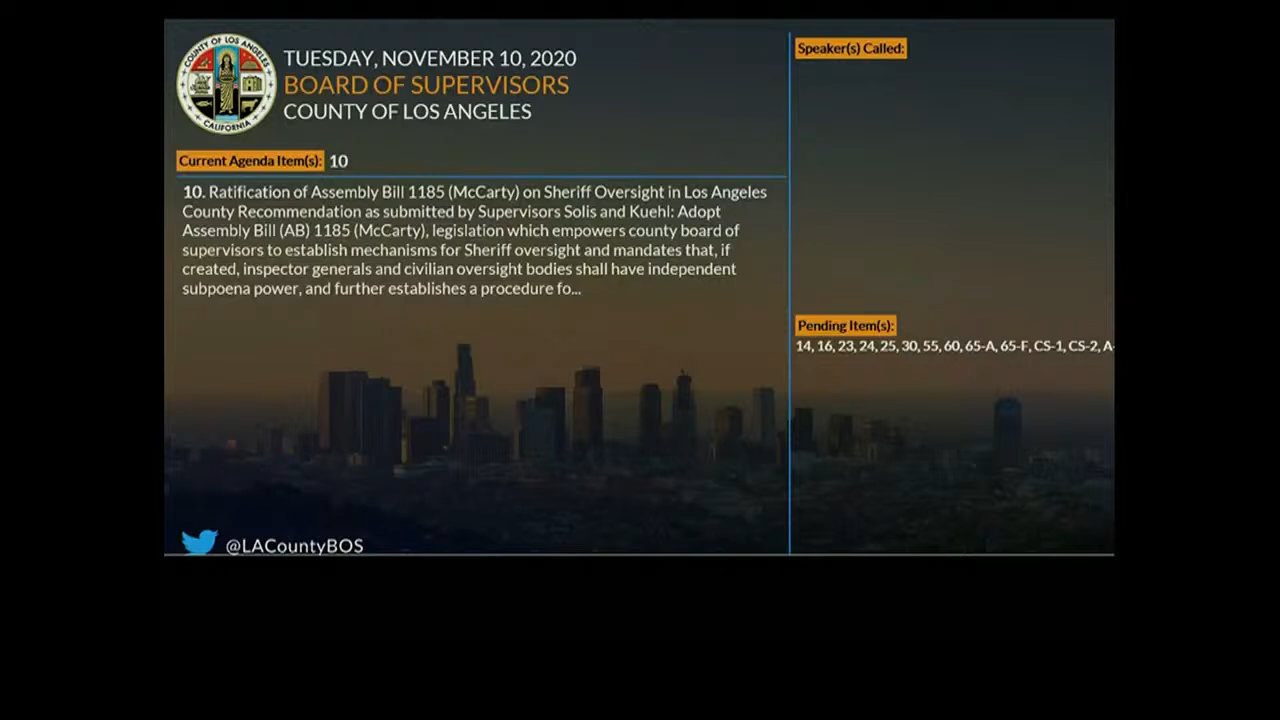 COUNTY OF LOS ANGELES
CALIFORNIA
TUESDAY, NOVEMBER 10, 2020
BOARD OF SUPERVISORS
COUNTY OF LOS ANGELES
Current Agenda Item(s): 10
10. Ratification of Assembly Bill 1185 (McCarty) on Sheriff Oversight in Los Angeles
County Recommendation as submitted by Supervisors Solis and Kuehl: Adopt
Assembly Bill (AB) 1185 (McCarty), legislation which empowers county board of
supervisors to establish mechanisms for Sheriff oversight and mandates that, if
created, inspector generals and civilian oversight bodies shall have independent
subpoena power, and further establishes a procedure fo...
@LACountyBOS
Speaker(s) Called:
Pending Item(s):
14, 16, 23, 24, 25, 30, 55, 60, 65-A, 65-F, CS-1, CS-2, A-